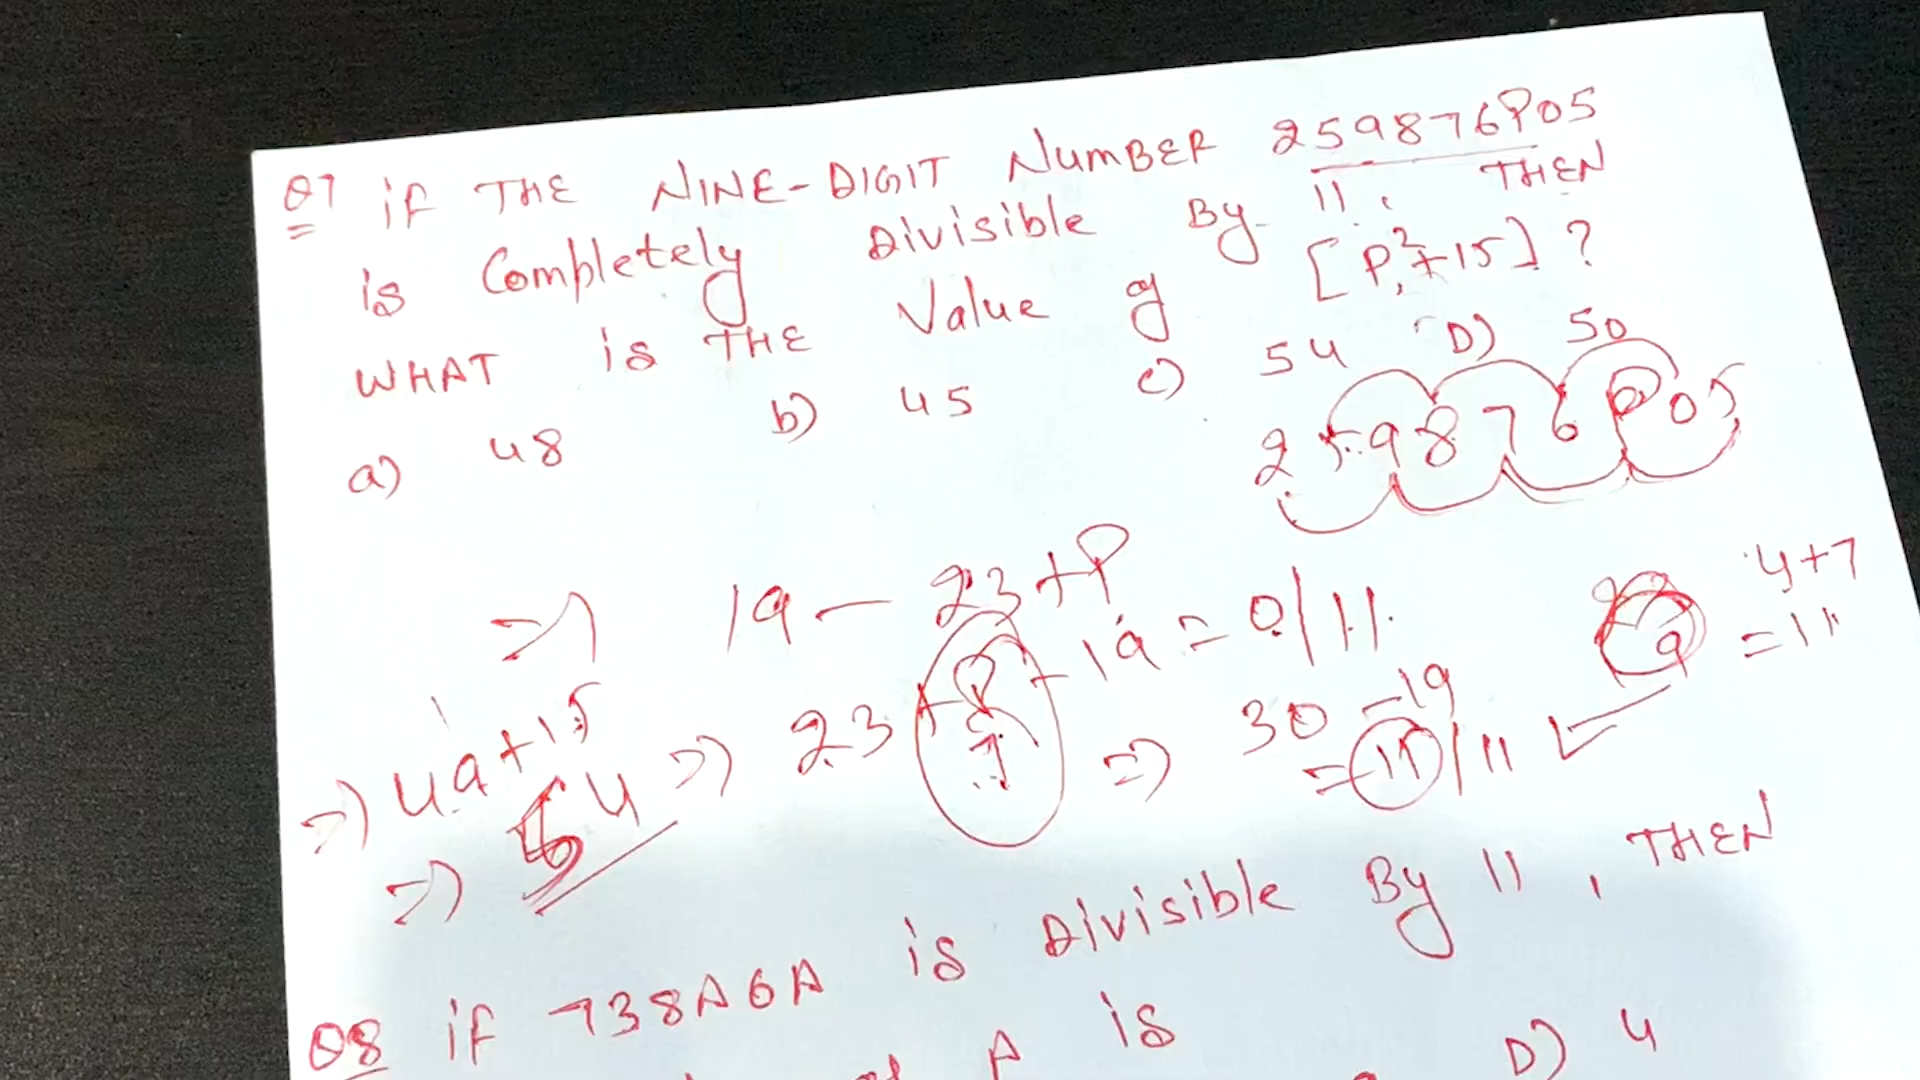 Q7 if THE NINE-DIGIT NUMBER 259876P05
is Completely Divisible By 11, THEN
WHAT is THE Value of [P²+15] ?
a) 48 b) 45 c) 54 D) 50
259876P05
=) 19 - 23+P
=) 23+P-19 = 0/11
7
=) 30-19
= 11/11
4+7
= 11
=) 49+15
=) 64
Q8 if 738A6A is Divisible By 11, THEN
of A is
D) 4